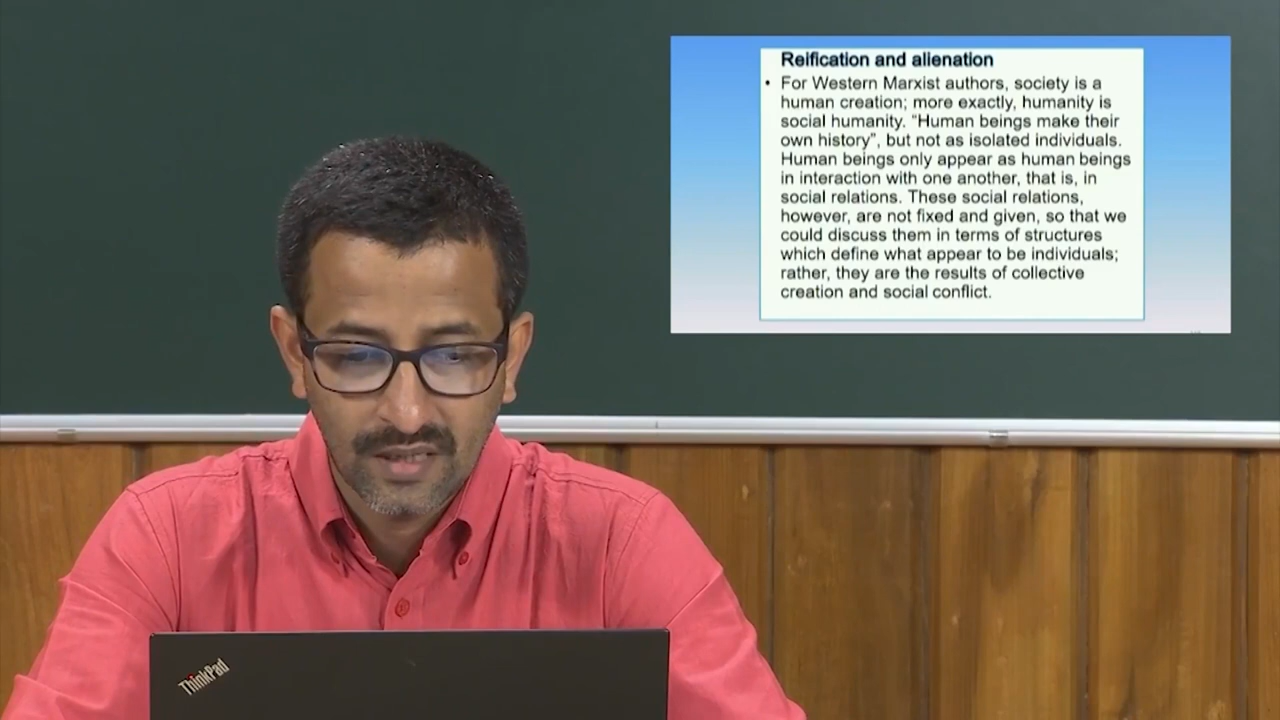 Reification and alienation
• For Western Marxist authors, society is a
human creation; more exactly, humanity is
social humanity. "Human beings make their
own history", but not as isolated individuals.
Human beings only appear as human beings
in interaction with one another, that is, in
social relations. These social relations,
however, are not fixed and given, so that we
could discuss them in terms of structures
which define what appear to be individuals;
rather, they are the results of collective
creation and social conflict.
ThinkPad